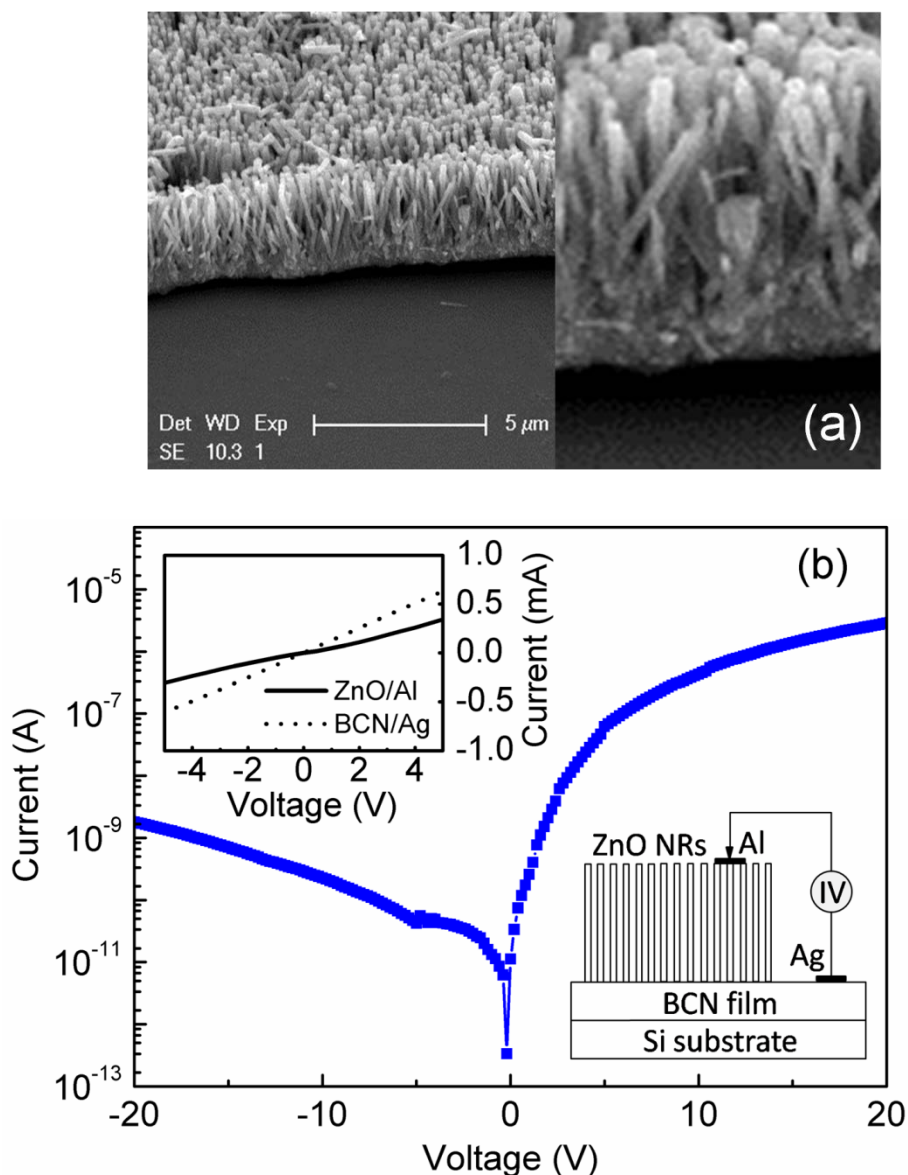 Det WD Exp
SE 10.3 1
5 µm
(a)
(b)
Current (A)
10⁻⁵
10⁻⁷
10⁻⁹
10⁻¹¹
10⁻¹³
-20 -10 0 10 20
Voltage (V)
1.0
0.5
0.0
-0.5
-1.0
Current (mA)
ZnO/Al
BCN/Ag
-4 -2 0 2 4
Voltage (V)
ZnO NRs Al
IV
Ag
BCN film
Si substrate